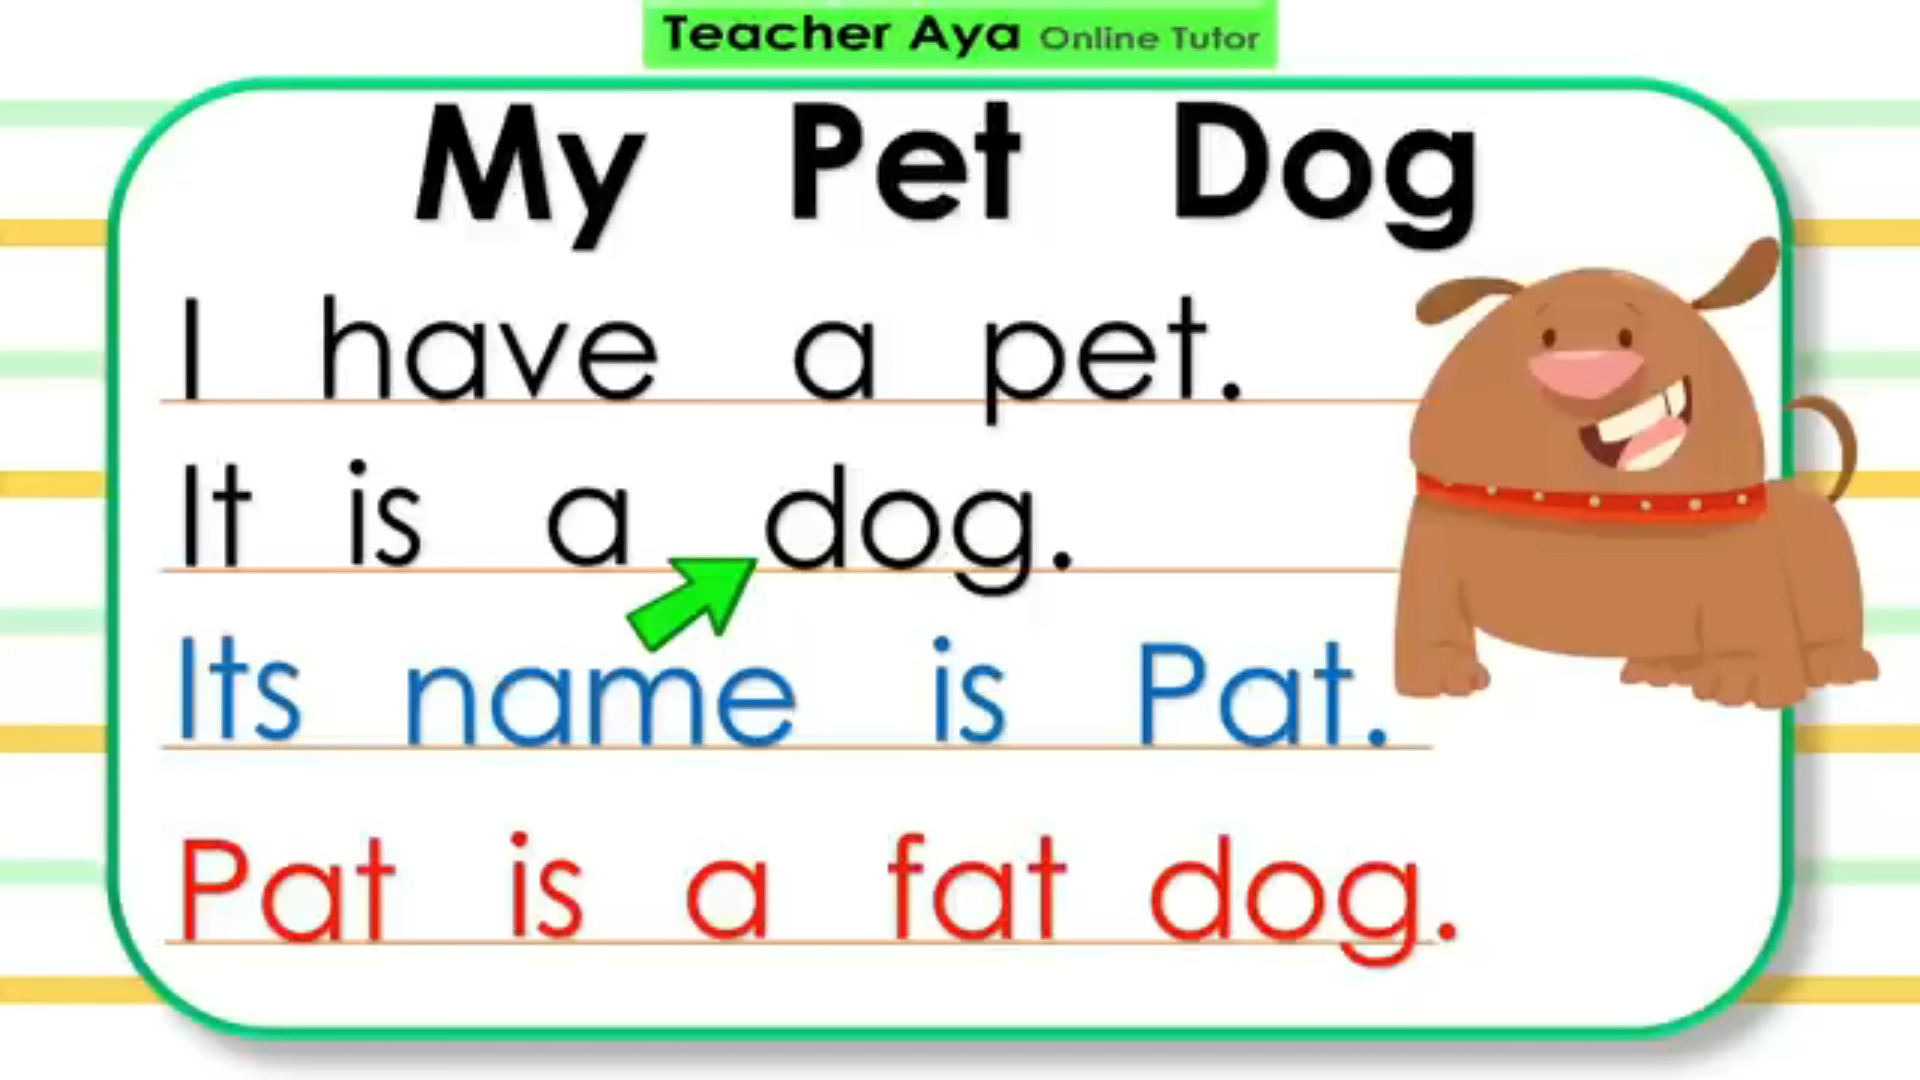 Teacher Aya Online Tutor
My Pet Dog
I have a pet.
It is a dog.
Its name is Pat.
Pat is a fat dog.